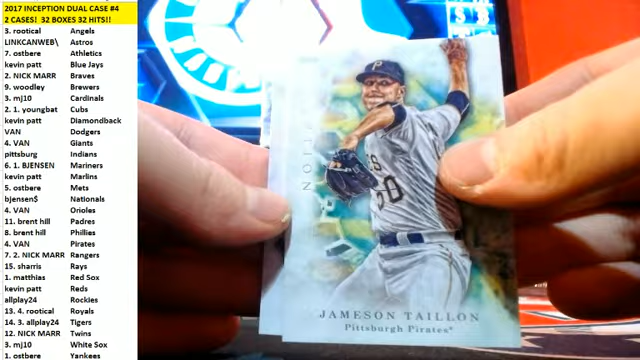 2017 INCEPTION DUAL CASE #4
2 CASES! 32 BOXES 32 HITS!!
3. rootical Angels
LINKCANWEB\ Astros
7. ostbere Athletics
kevin patt Blue Jays
2. NICK MARR Braves
9. woodley Brewers
3. mj10 Cardinals
2. 1. youngbat Cubs
kevin patt Diamondback
VAN Dodgers
4. VAN Giants
pittsburg Indians
6. 1. BJENSEN Mariners
kevin patt Marlins
5. ostbere Mets
bjensen$ Nationals
4. VAN Orioles
11. brent hill Padres
8. brent hill Phillies
4. VAN Pirates
7. 2. NICK MARR Rangers
15. sharris Rays
1. matthias Red Sox
kevin patt Reds
allplay24 Rockies
13. 4. rootical Royals
14. 3. allplay24 Tigers
12. NICK MARR Twins
3. mj10 White Sox
1. ostbere Yankees
P
50
JAMESON TAILLON
Pittsburgh Pirates